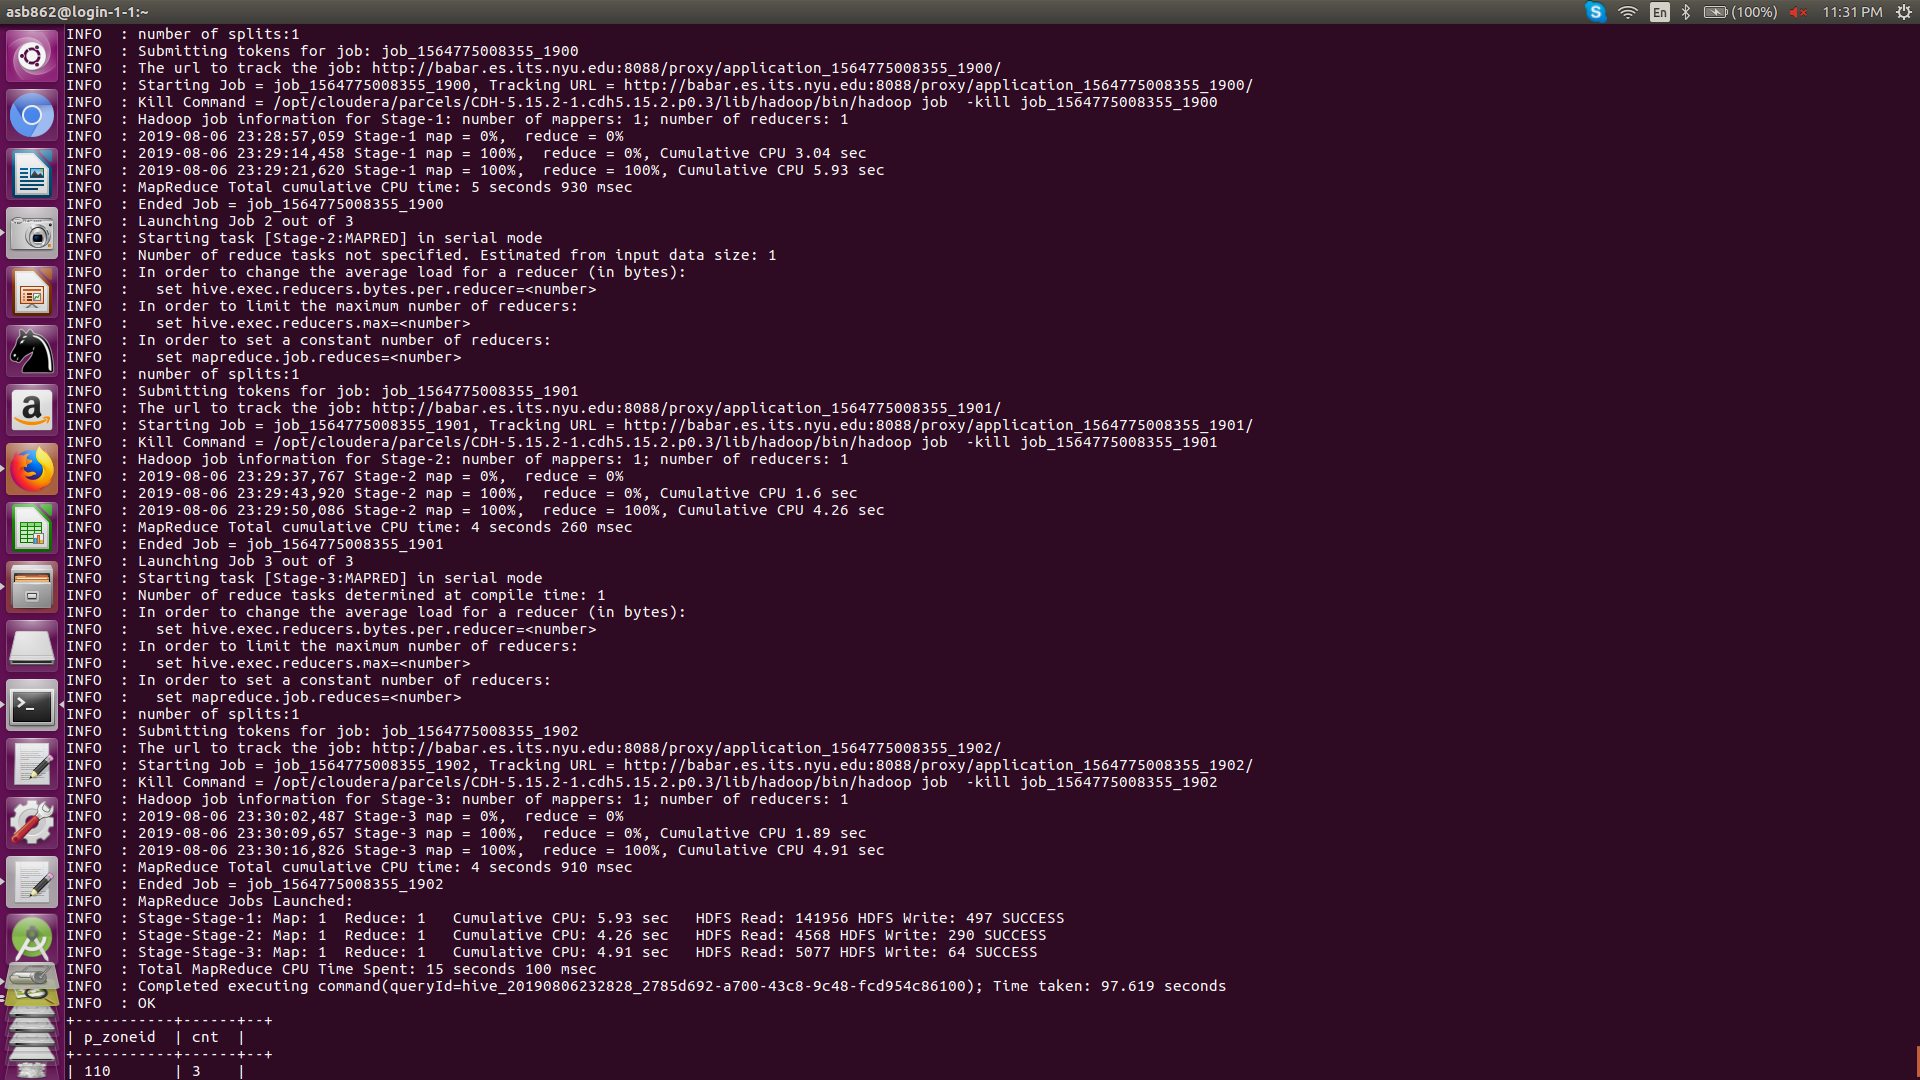 asb862@login-1-1:~
En
(100%)
11:31 PM
INFO  : number of splits:1
INFO  : Submitting tokens for job: job_1564775008355_1900
INFO  : The url to track the job: http://babar.es.its.nyu.edu:8088/proxy/application_1564775008355_1900/
INFO  : Starting Job = job_1564775008355_1900, Tracking URL = http://babar.es.its.nyu.edu:8088/proxy/application_1564775008355_1900/
INFO  : Kill Command = /opt/cloudera/parcels/CDH-5.15.2-1.cdh5.15.2.p0.3/lib/hadoop/bin/hadoop job  -kill job_1564775008355_1900
INFO  : Hadoop job information for Stage-1: number of mappers: 1; number of reducers: 1
INFO  : 2019-08-06 23:28:57,059 Stage-1 map = 0%,  reduce = 0%
INFO  : 2019-08-06 23:29:14,458 Stage-1 map = 100%,  reduce = 0%, Cumulative CPU 3.04 sec
INFO  : 2019-08-06 23:29:21,620 Stage-1 map = 100%,  reduce = 100%, Cumulative CPU 5.93 sec
INFO  : MapReduce Total cumulative CPU time: 5 seconds 930 msec
INFO  : Ended Job = job_1564775008355_1900
INFO  : Launching Job 2 out of 3
INFO  : Starting task [Stage-2:MAPRED] in serial mode
INFO  : Number of reduce tasks not specified. Estimated from input data size: 1
INFO  : In order to change the average load for a reducer (in bytes):
INFO  :   set hive.exec.reducers.bytes.per.reducer=<number>
INFO  : In order to limit the maximum number of reducers:
INFO  :   set hive.exec.reducers.max=<number>
INFO  : In order to set a constant number of reducers:
INFO  :   set mapreduce.job.reduces=<number>
INFO  : number of splits:1
INFO  : Submitting tokens for job: job_1564775008355_1901
INFO  : The url to track the job: http://babar.es.its.nyu.edu:8088/proxy/application_1564775008355_1901/
INFO  : Starting Job = job_1564775008355_1901, Tracking URL = http://babar.es.its.nyu.edu:8088/proxy/application_1564775008355_1901/
INFO  : Kill Command = /opt/cloudera/parcels/CDH-5.15.2-1.cdh5.15.2.p0.3/lib/hadoop/bin/hadoop job  -kill job_1564775008355_1901
INFO  : Hadoop job information for Stage-2: number of mappers: 1; number of reducers: 1
INFO  : 2019-08-06 23:29:37,767 Stage-2 map = 0%,  reduce = 0%
INFO  : 2019-08-06 23:29:43,920 Stage-2 map = 100%,  reduce = 0%, Cumulative CPU 1.6 sec
INFO  : 2019-08-06 23:29:50,086 Stage-2 map = 100%,  reduce = 100%, Cumulative CPU 4.26 sec
INFO  : MapReduce Total cumulative CPU time: 4 seconds 260 msec
INFO  : Ended Job = job_1564775008355_1901
INFO  : Launching Job 3 out of 3
INFO  : Starting task [Stage-3:MAPRED] in serial mode
INFO  : Number of reduce tasks determined at compile time: 1
INFO  : In order to change the average load for a reducer (in bytes):
INFO  :   set hive.exec.reducers.bytes.per.reducer=<number>
INFO  : In order to limit the maximum number of reducers:
INFO  :   set hive.exec.reducers.max=<number>
INFO  : In order to set a constant number of reducers:
INFO  :   set mapreduce.job.reduces=<number>
INFO  : number of splits:1
INFO  : Submitting tokens for job: job_1564775008355_1902
INFO  : The url to track the job: http://babar.es.its.nyu.edu:8088/proxy/application_1564775008355_1902/
INFO  : Starting Job = job_1564775008355_1902, Tracking URL = http://babar.es.its.nyu.edu:8088/proxy/application_1564775008355_1902/
INFO  : Kill Command = /opt/cloudera/parcels/CDH-5.15.2-1.cdh5.15.2.p0.3/lib/hadoop/bin/hadoop job  -kill job_1564775008355_1902
INFO  : Hadoop job information for Stage-3: number of mappers: 1; number of reducers: 1
INFO  : 2019-08-06 23:30:02,487 Stage-3 map = 0%,  reduce = 0%
INFO  : 2019-08-06 23:30:09,657 Stage-3 map = 100%,  reduce = 0%, Cumulative CPU 1.89 sec
INFO  : 2019-08-06 23:30:16,826 Stage-3 map = 100%,  reduce = 100%, Cumulative CPU 4.91 sec
INFO  : MapReduce Total cumulative CPU time: 4 seconds 910 msec
INFO  : Ended Job = job_1564775008355_1902
INFO  : MapReduce Jobs Launched:
INFO  : Stage-Stage-1: Map: 1  Reduce: 1   Cumulative CPU: 5.93 sec   HDFS Read: 141956 HDFS Write: 497 SUCCESS
INFO  : Stage-Stage-2: Map: 1  Reduce: 1   Cumulative CPU: 4.26 sec   HDFS Read: 4568 HDFS Write: 290 SUCCESS
INFO  : Stage-Stage-3: Map: 1  Reduce: 1   Cumulative CPU: 4.91 sec   HDFS Read: 5077 HDFS Write: 64 SUCCESS
INFO  : Total MapReduce CPU Time Spent: 15 seconds 100 msec
INFO  : Completed executing command(queryId=hive_20190806232828_2785d692-a700-43c8-9c48-fcd954c86100); Time taken: 97.619 seconds
INFO  : OK
+-----------+------+--+
| p_zoneid  | cnt  |
+-----------+------+--+
| 110       | 3    |